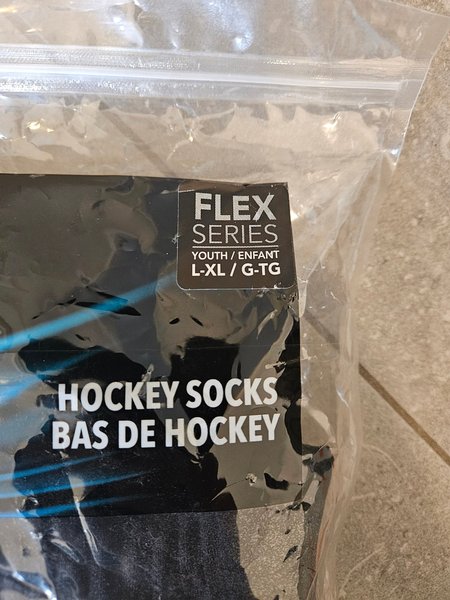 FLEX
SERIES
YOUTH / ENFANT
L-XL / G-TG
HOCKEY SOCKS
BAS DE HOCKEY